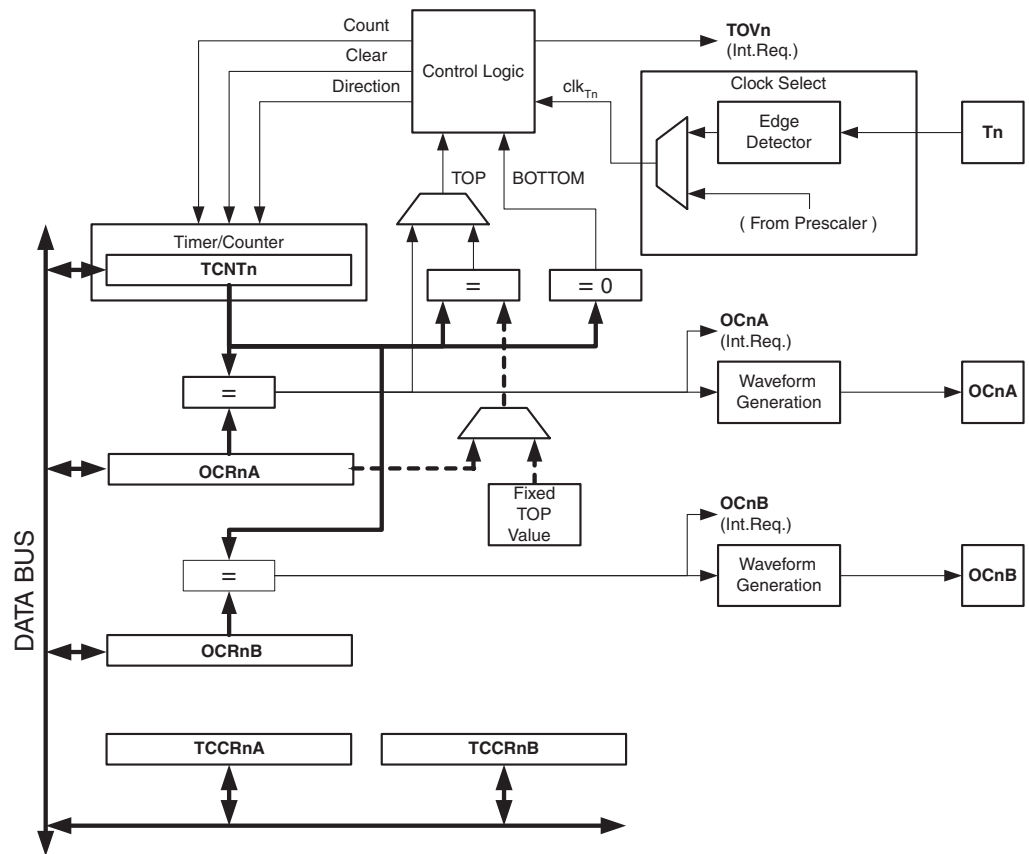 Count
Clear
Direction
Control Logic
TOVn
(Int.Req.)
clkTn
Clock Select
Edge
Detector
Tn
( From Prescaler )
TOP
BOTTOM
Timer/Counter
TCNTn
=
= 0
OCnA
(Int.Req.)
=
Waveform
Generation
OCnA
OCRnA
Fixed
TOP
Value
OCnB
(Int.Req.)
=
Waveform
Generation
OCnB
OCRnB
DATA BUS
TCCRnA
TCCRnB